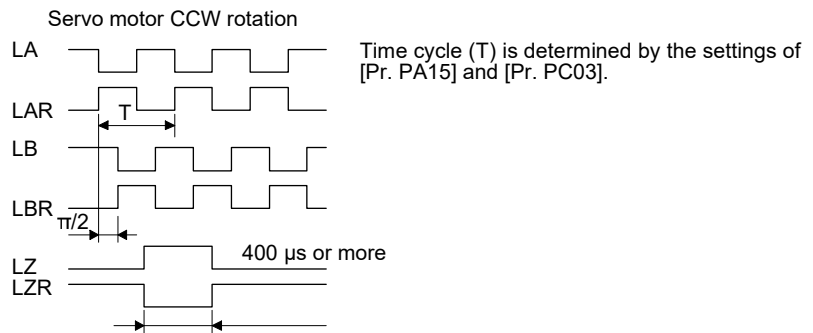 Servo motor CCW rotation
LA
Time cycle (T) is determined by the settings of
[Pr. PA15] and [Pr. PC03].
LAR
T
LB
LBR
π/2
400 μs or more
LZ
LZR